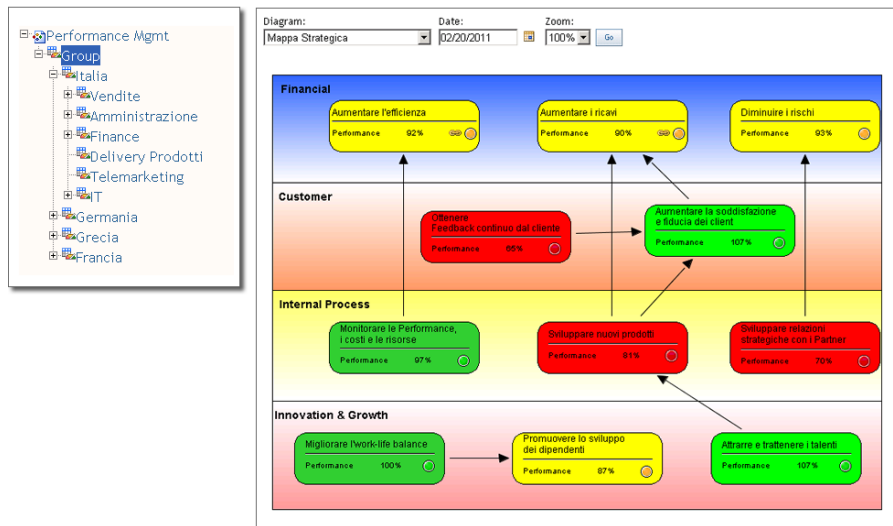 Performance Mgmt
Group
Italia
Vendite
Amministrazione
Finance
Delivery Prodotti
Telemarketing
IT
Germania
Grecia
Francia
Diagram: Date: Zoom:
Mappa Strategica 02/20/2011 100% Go
Financial
Aumentare l'efficienza
Performance 92%
Aumentare i ricavi
Performance 90%
Diminuire i rischi
Performance 93%
Customer
Ottenere
Feedback continuo dal cliente
Performance 65%
Aumentare la soddisfazione
e fiducia dei client
Performance 107%
Internal Process
Monitorare le Performance,
i costi e le risorse
Performance 97%
Sviluppare nuovi prodotti
Performance 81%
Sviluppare relazioni
strategiche con i Partner
Performance 70%
Innovation & Growth
Migliorare l'work-life balance
Performance 100%
Promuovere lo sviluppo
dei dipendenti
Performance 87%
Attrarre e trattenere i talenti
Performance 107%